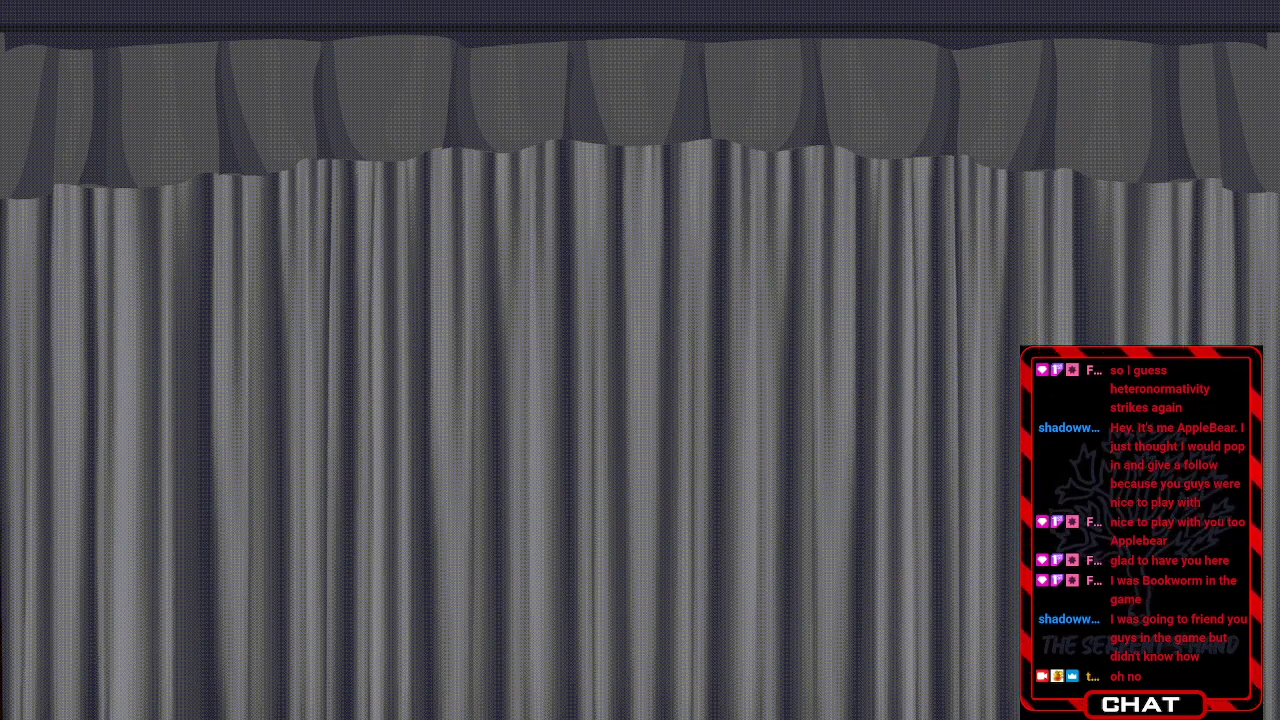 F... so I guess
heteronormativity
strikes again
shadoww... Hey. It's me AppleBear. I
just thought I would pop
in and give a follow
because you guys were
nice to play with
F... nice to play with you too
Applebear
F... glad to have you here
F... I was Bookworm in the
game
shadoww... I was going to friend you
guys in the game but
didn't know how
THE SERPENT'S HAND
t... oh no
CHAT